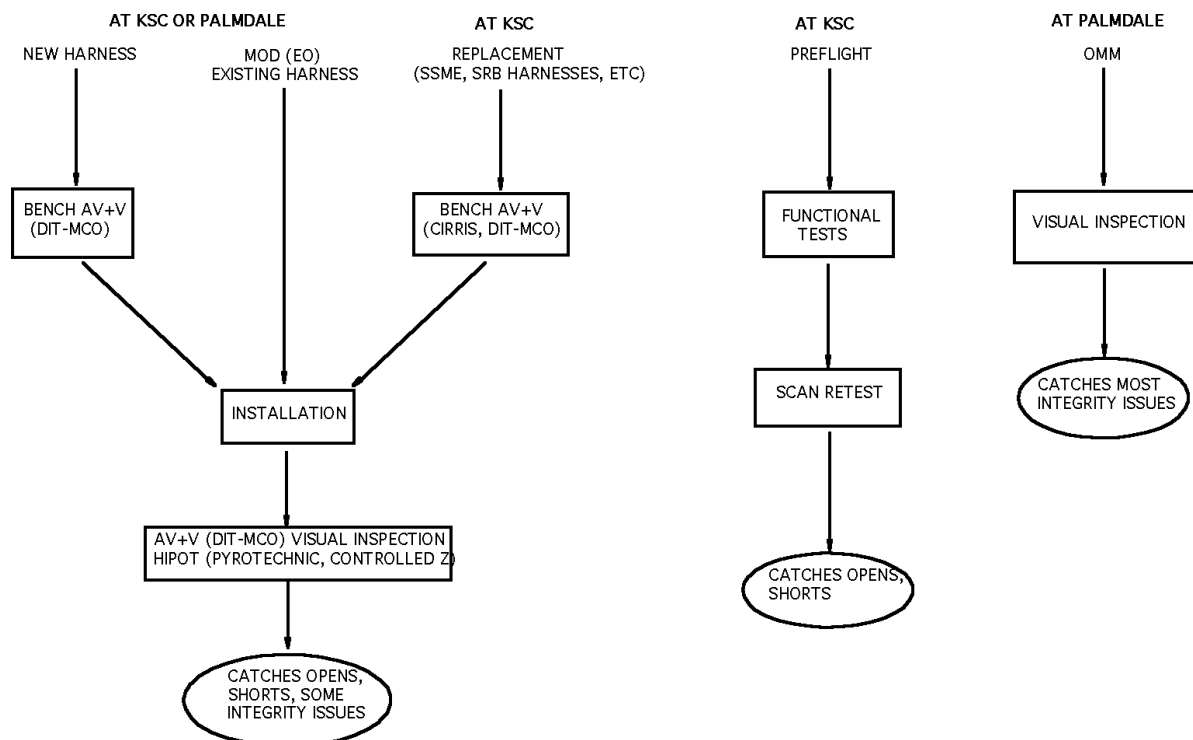 AT KSC OR PALMDALE
NEW HARNESS
MOD (EO)
EXISTING HARNESS
AT KSC
REPLACEMENT
(SSME, SRB HARNESSES, ETC)
BENCH AV+V
(DIT-MCO)
BENCH AV+V
(CIRRIS, DIT-MCO)
INSTALLATION
AV+V (DIT-MCO) VISUAL INSPECTION
HIPOT (PYROTECHNIC, CONTROLLED Z)
CATCHES OPENS,
SHORTS, SOME
INTEGRITY ISSUES
AT KSC
PREFLIGHT
FUNCTIONAL
TESTS
SCAN RETEST
CATCHES OPENS,
SHORTS
AT PALMDALE
OMM
VISUAL INSPECTION
CATCHES MOST
INTEGRITY ISSUES